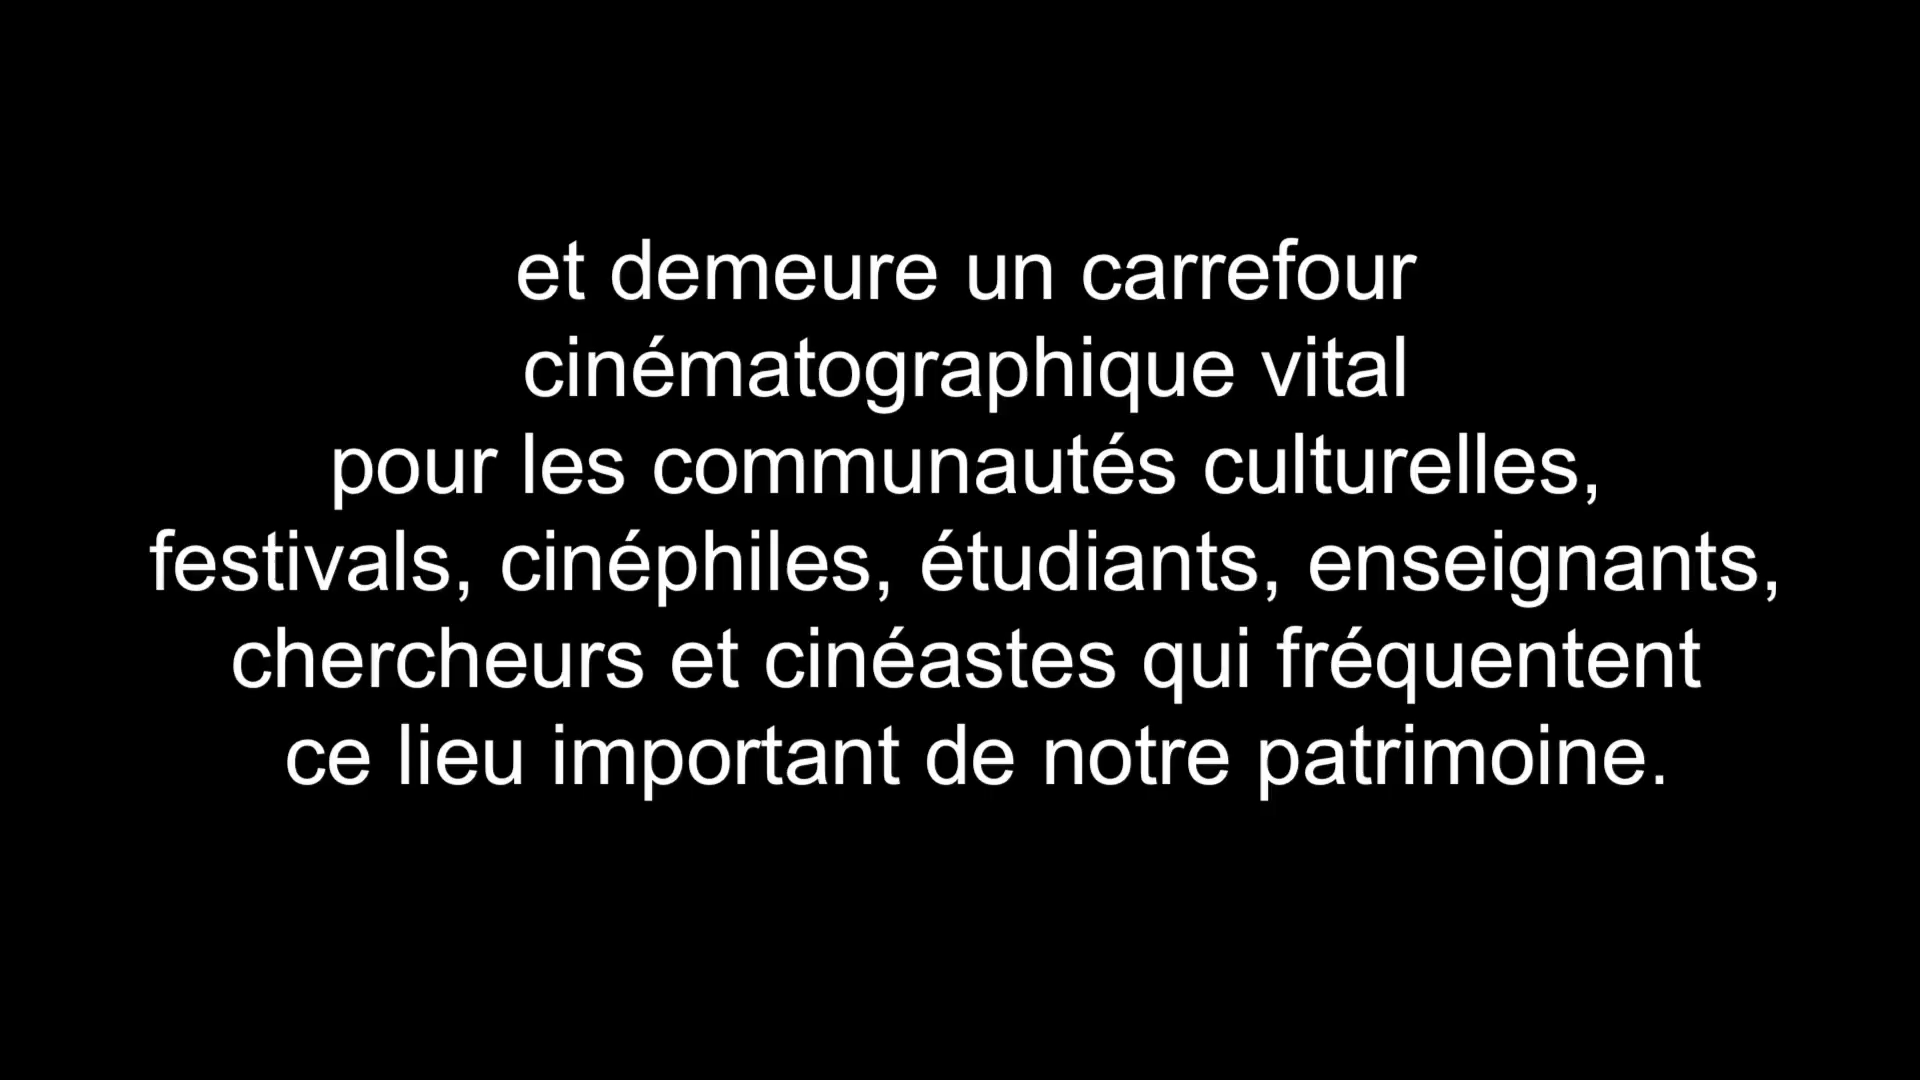 et demeure un carrefour
cinématographique vital
pour les communautés culturelles,
festivals, cinéphiles, étudiants, enseignants,
chercheurs et cinéastes qui fréquentent
ce lieu important de notre patrimoine.